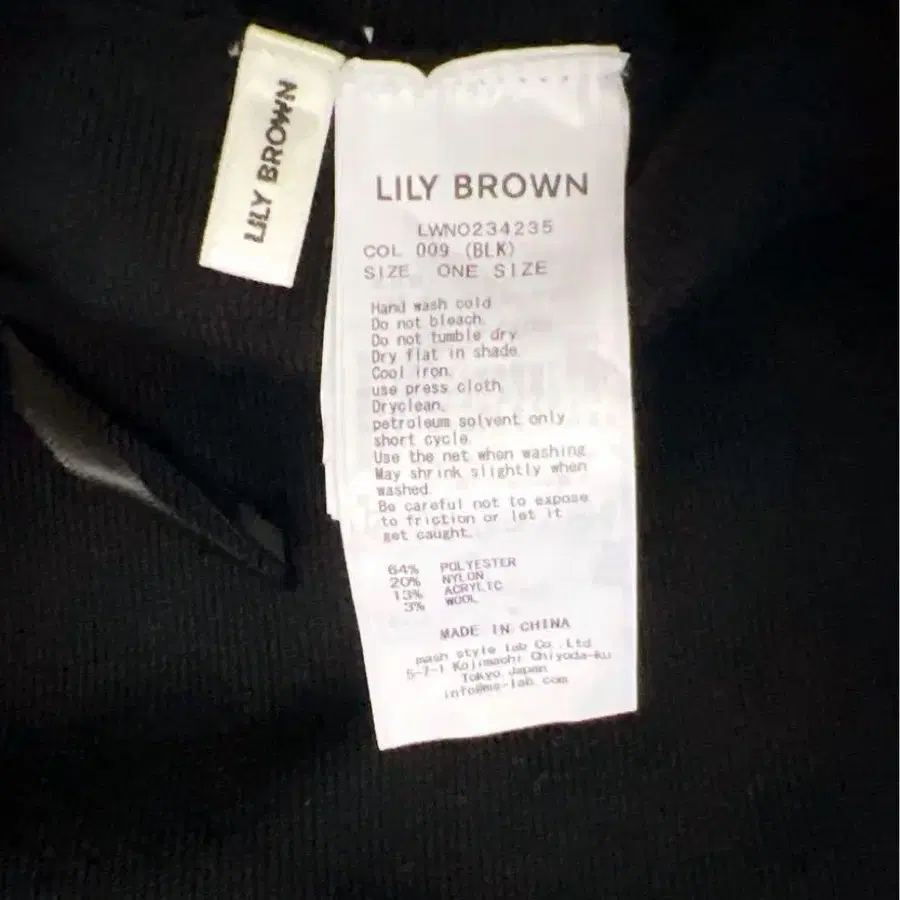 LILY BROWN
LILY BROWN
LWNO234235
COL 009 (BLK)
SIZE ONE SIZE
Hand wash cold
Do not bleach.
Do not tumble dry
Dry flat in shade.
Cool iron.
use press cloth
Dryclean,
petroleum solvent only
short cycle.
Use the net when washing
May shrink slightly when
washed.
Be careful not to expose
to friction or let it
get caught.
64% POLYESTER
20% NYLON
13% ACRYLIC
3% WOOL
MADE IN CHINA
mash style lab Co.,Ltd
5-7-1 Kojimachi Chiyoda-ku
Tokyo Japan
info@ms-lab.com